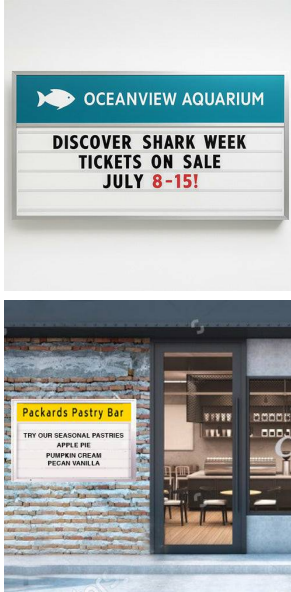 OCEANVIEW AQUARIUM
DISCOVER SHARK WEEK
TICKETS ON SALE
JULY 8-15!
Packards Pastry Bar
TRY OUR SEASONAL PASTRIES
APPLE PIE
PUMPKIN CREAM
PECAN VANILLA